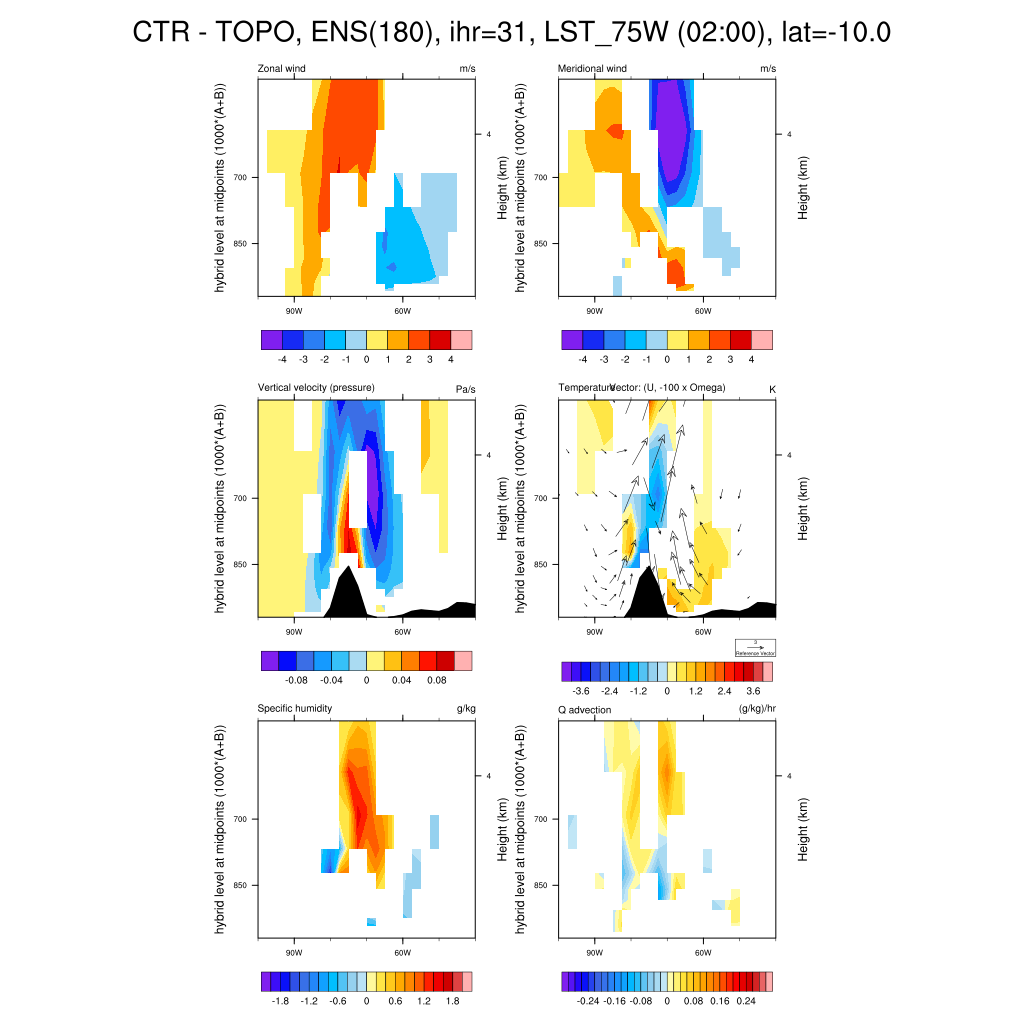 CTR - TOPO, ENS(180), ihr=31, LST_75W (02:00), lat=-10.0
Zonal wind m/s
hybrid level at midpoints (1000*(A+B))
700
850
4
Height (km)
90W 60W
-4 -3 -2 -1 0 1 2 3 4
Meridional wind m/s
hybrid level at midpoints (1000*(A+B))
700
850
4
Height (km)
90W 60W
-4 -3 -2 -1 0 1 2 3 4
Vertical velocity (pressure) Pa/s
hybrid level at midpoints (1000*(A+B))
700
850
90W 60W
-0.08 -0.04 0 0.04 0.08
Temperature Vector: (U, -100 x Omega) K
hybrid level at midpoints (1000*(A+B))
700
850
4
Height (km)
90W 60W
3
Reference Vector
-3.6 -2.4 -1.2 0 1.2 2.4 3.6
Specific humidity g/kg
hybrid level at midpoints (1000*(A+B))
700
850
4
Height (km)
90W 60W
-1.8 -1.2 -0.6 0 0.6 1.2 1.8
Q advection (g/kg)/hr
hybrid level at midpoints (1000*(A+B))
700
850
4
Height (km)
90W 60W
-0.24 -0.16 -0.08 0 0.08 0.16 0.24